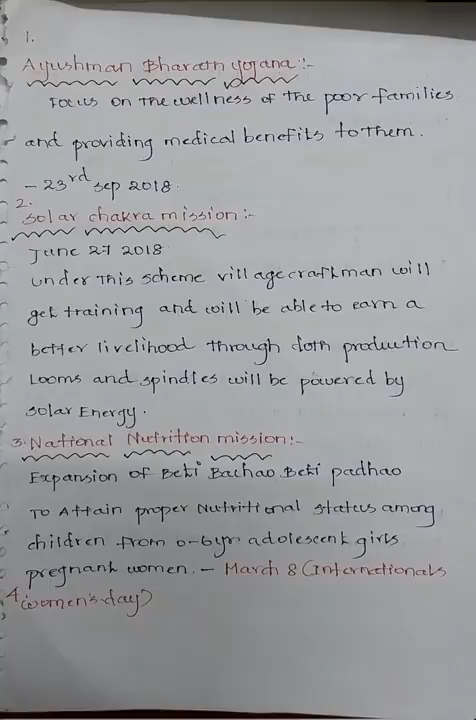 1.
Ayushman Bharath yojana:-
Focus on the wellness of the poor families
and providing medical benefits to them.
- 23rd sep 2018.
2.
Solar chakra mission:-
June 27 2018
under This scheme villagecraftman will
get training and will be able to earn a
better livelihood through cloth production
Looms and spindles will be powered by
solar Energy.
3. National Nutrition mission:-
Expansion of Beti Bachao Beti padhao
To Attain proper Nutritional status among
children from 0-6yr adolescent girls
pregnant women. - March 8 (Internationals
4 women's day)